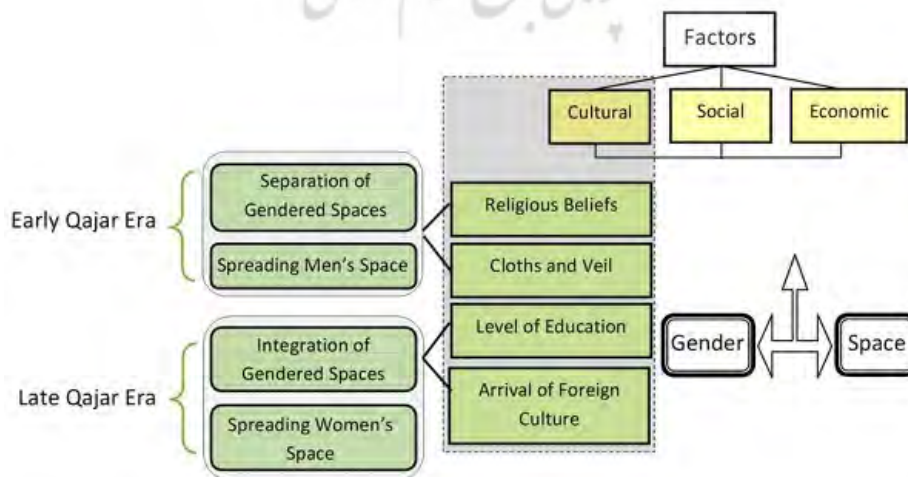 Factors
Cultural
Social
Economic
Early Qajar Era
Separation of
Gendered Spaces
Spreading Men's Space
Religious Beliefs
Cloths and Veil
Late Qajar Era
Integration of
Gendered Spaces
Spreading Women's
Space
Level of Education
Arrival of Foreign
Culture
Gender
Space